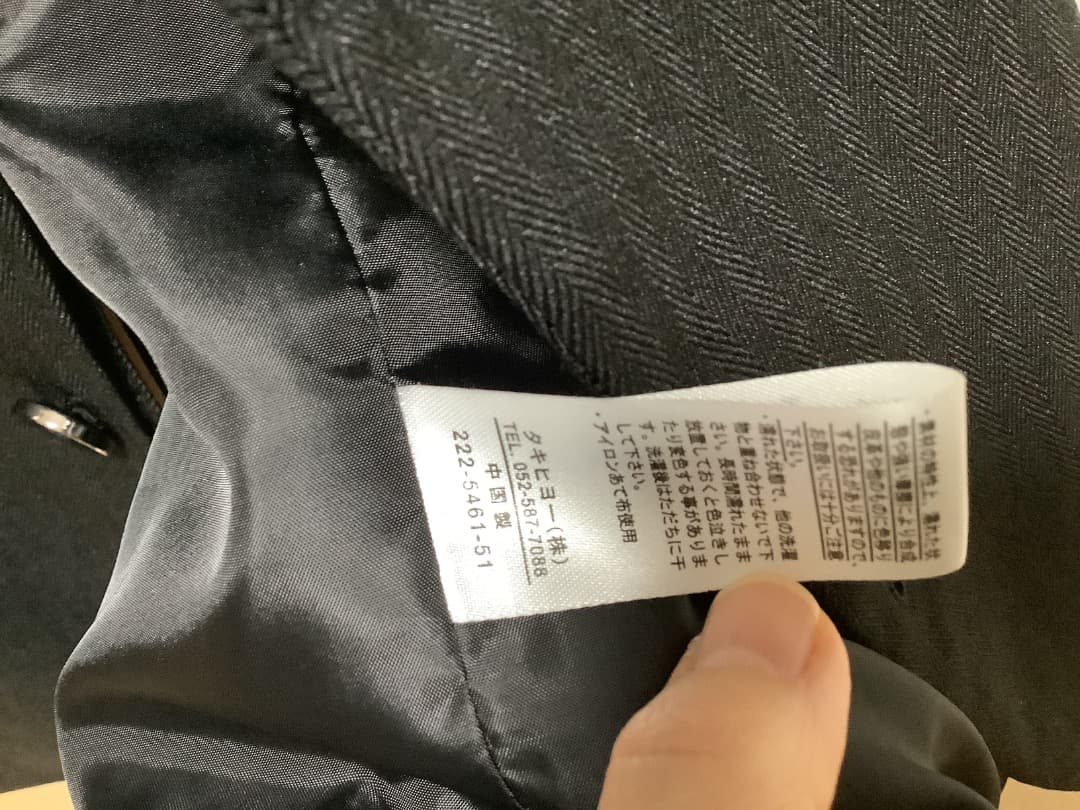 ・素材の特性上、濡れた状
態や強い摩擦により合成
皮革や他のものに色移り
する恐れがありますので、
お取扱いには十分ご注意
下さい。
・濡れた状態で、他の洗濯
物と重ね合わせないで下
さい。長時間濡れたまま
放置しておくと色泣きし
たり変色する事がありま
す。洗濯後はただちに干
して下さい。
・アイロンあて布使用
タキヒヨー(株)
TEL. 052-587-7088
中国製
222-5461-51